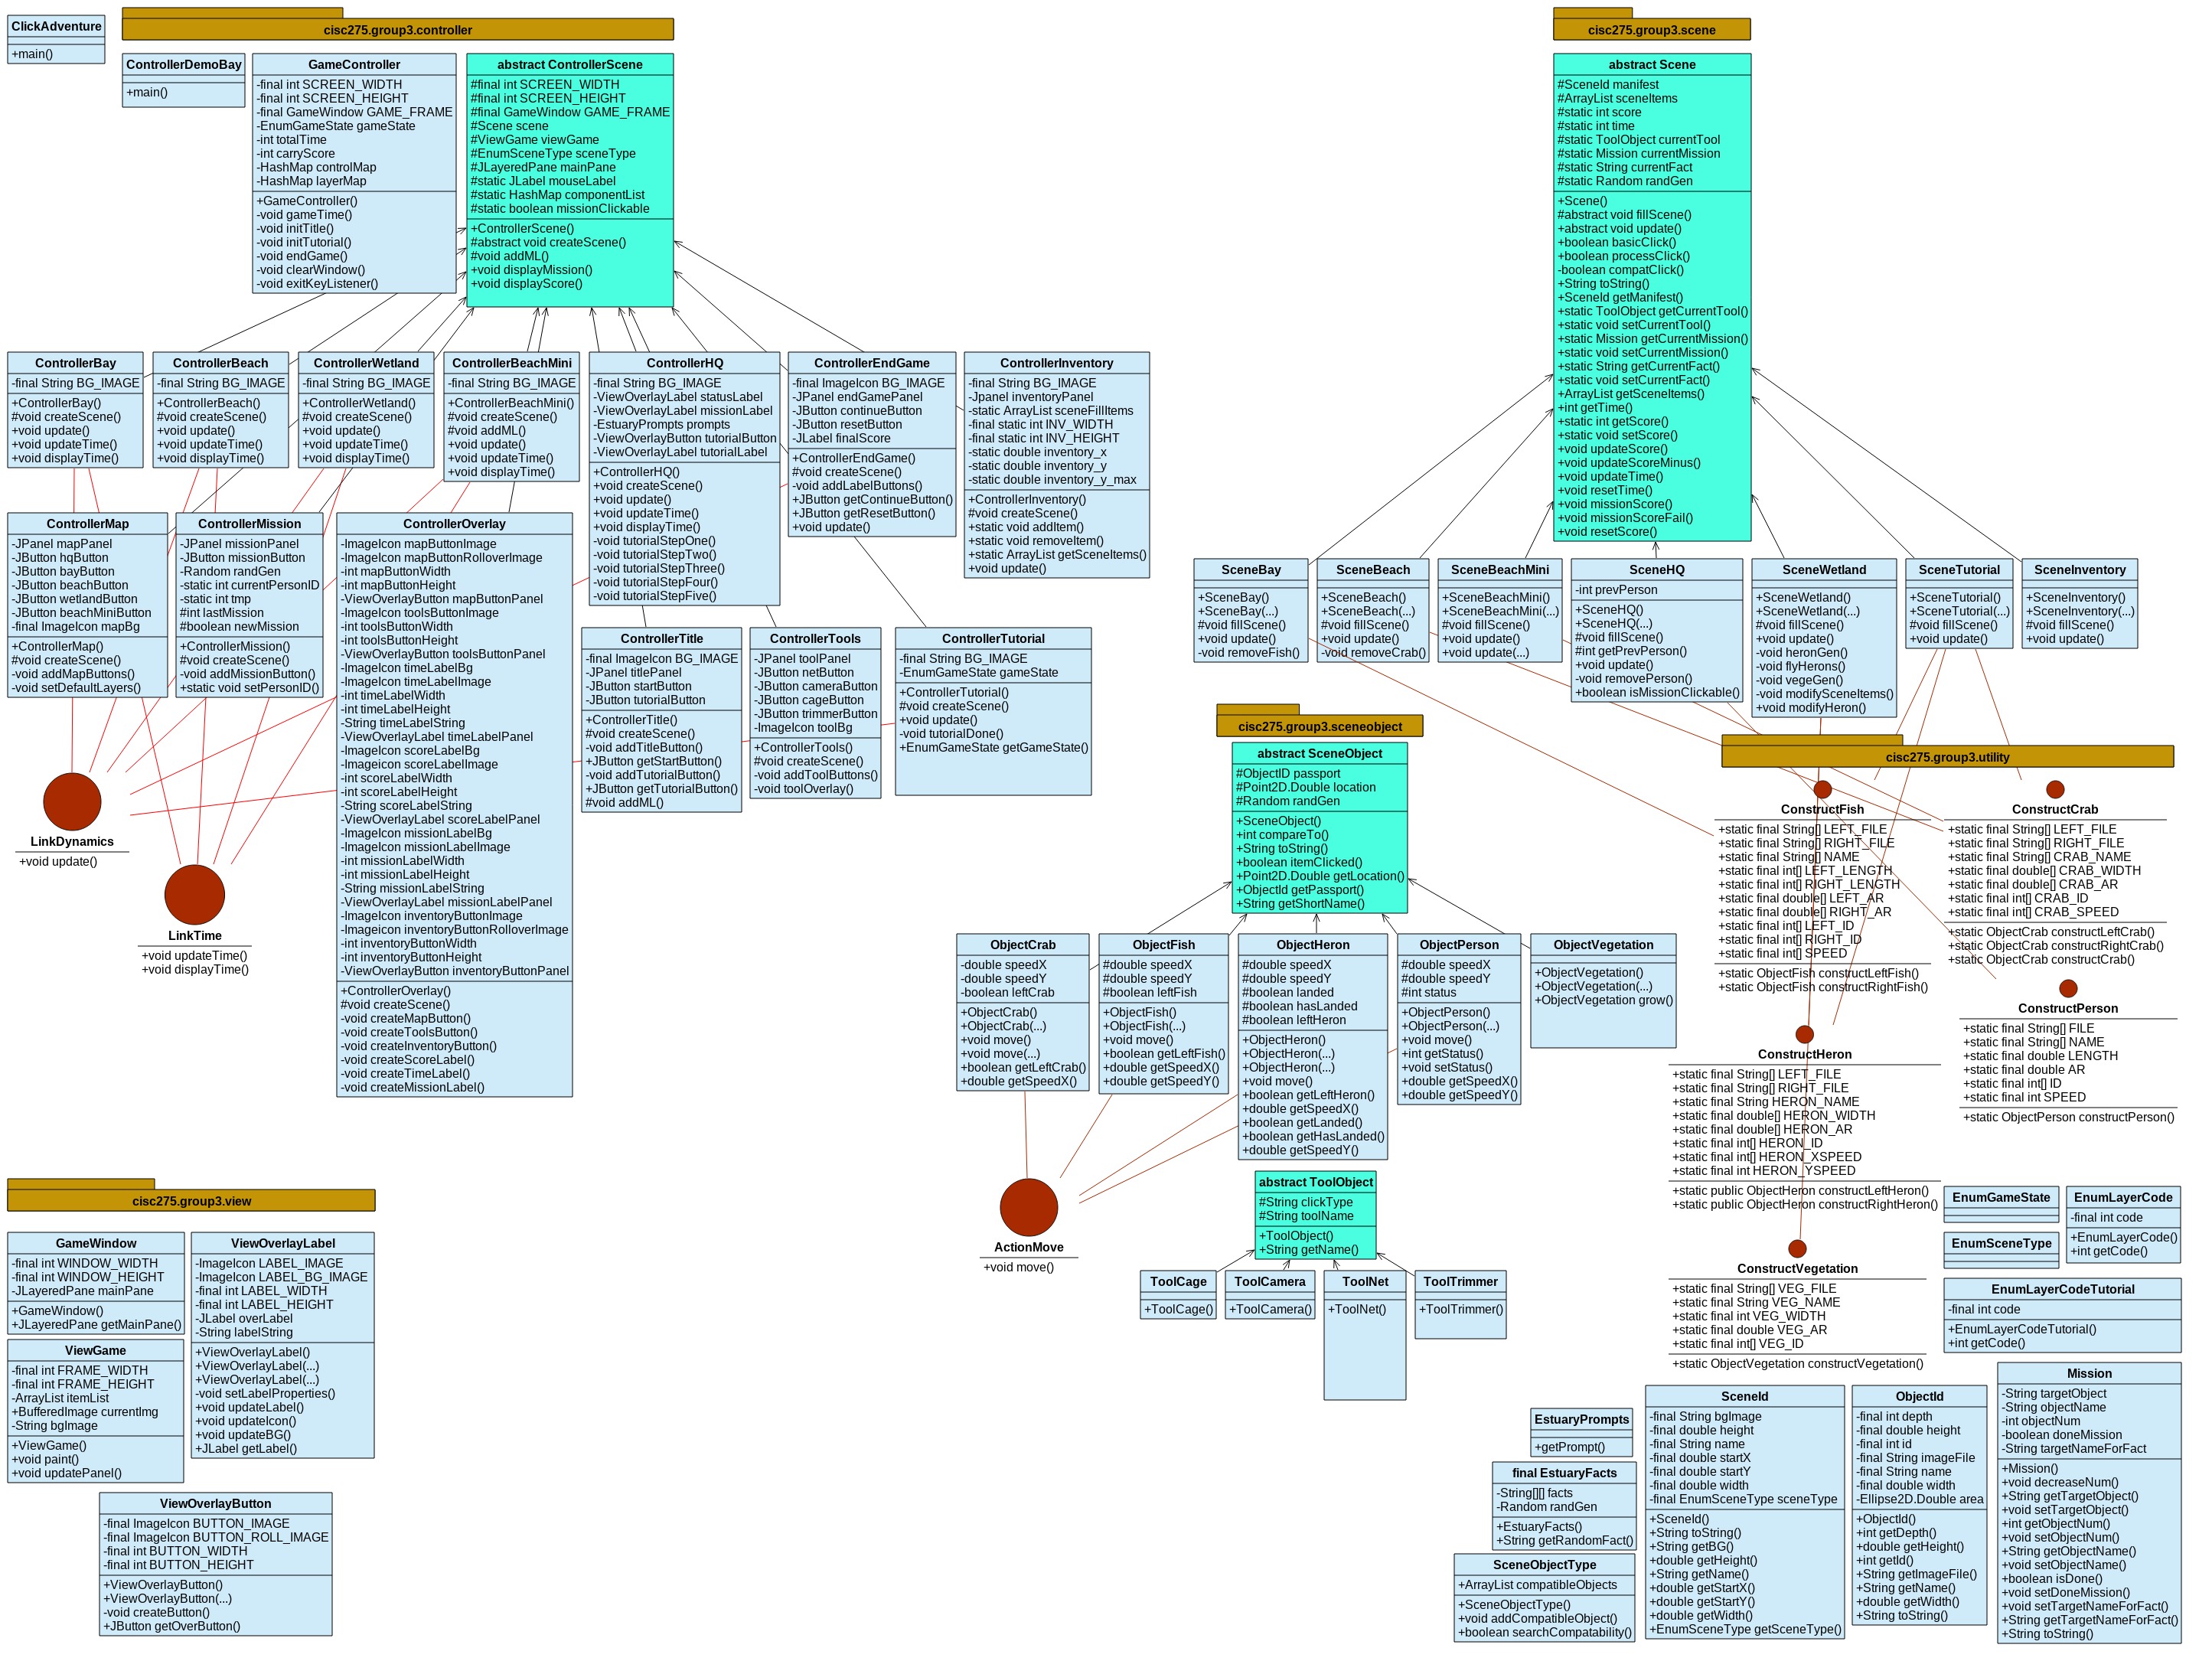 ClickAdventure
+main()
cisc275.group3.controller
ControllerDemoBay
+main()
GameController
-final int SCREEN_WIDTH
-final int SCREEN_HEIGHT
-final GameWindow GAME_FRAME
-EnumGameState gameState
-int totalTime
-int carryScore
-HashMap controlMap
-HashMap layerMap
+GameController()
-void gameTime()
-void initTitle()
-void initTutorial()
-void endGame()
-void clearWindow()
-void exitKeyListener()
abstract ControllerScene
#final int SCREEN_WIDTH
#final int SCREEN_HEIGHT
#final GameWindow GAME_FRAME
#Scene scene
#ViewGame viewGame
#EnumSceneType sceneType
#JLayeredPane mainPane
#static JLabel mouseLabel
#static HashMap componentList
#static boolean missionClickable
+ControllerScene()
#abstract void createScene()
#void addML()
+void displayMission()
+void displayScore()
ControllerBay
-final String BG_IMAGE
+ControllerBay()
#void createScene()
+void update()
+void updateTime()
+void displayTime()
ControllerBeach
-final String BG_IMAGE
+ControllerBeach()
#void createScene()
+void update()
+void updateTime()
+void displayTime()
ControllerWetland
-final String BG_IMAGE
+ControllerWetland()
#void createScene()
+void update()
+void updateTime()
+void displayTime()
ControllerBeachMini
-final String BG_IMAGE
+ControllerBeachMini()
#void createScene()
#void addML()
+void update()
+void updateTime()
+void displayTime()
ControllerHQ
-final String BG_IMAGE
-ViewOverlayLabel statusLabel
-ViewOverlayLabel missionLabel
-EstuaryPrompts prompts
-ViewOverlayButton tutorialButton
-ViewOverlayLabel tutorialLabel
+ControllerHQ()
+void createScene()
+void update()
+void updateTime()
+void displayTime()
-void tutorialStepOne()
-void tutorialStepTwo()
-void tutorialStepThree()
-void tutorialStepFour()
-void tutorialStepFive()
ControllerEndGame
-final ImageIcon BG_IMAGE
-JPanel endGamePanel
-JButton continueButton
-JButton resetButton
-JLabel finalScore
+ControllerEndGame()
#void createScene()
-void addLabelButtons()
+JButton getContinueButton()
+JButton getResetButton()
+void update()
ControllerInventory
-final String BG_IMAGE
-Jpanel inventoryPanel
-static ArrayList sceneFillItems
-final static int INV_WIDTH
-final static int INV_HEIGHT
-static double inventory_x
-static double inventory_y
-static double inventory_y_max
+ControllerInventory()
#void createScene()
+static void addItem()
+static void removeItem()
+static ArrayList getSceneItems()
+void update()
ControllerMap
-JPanel mapPanel
-JButton hqButton
-JButton bayButton
-JButton beachButton
-JButton wetlandButton
-JButton beachMiniButton
-final ImageIcon mapBg
+ControllerMap()
#void createScene()
-void addMapButtons()
-void setDefaultLayers()
ControllerMission
-JPanel missionPanel
-JButton missionButton
-Random randGen
-static int currentPersonID
-static int tmp
#int lastMission
#boolean newMission
+ControllerMission()
#void createScene()
-void addMissionButton()
+static void setPersonID()
ControllerOverlay
-ImageIcon mapButtonImage
-ImageIcon mapButtonRolloverImage
-int mapButtonWidth
-int mapButtonHeight
-ViewOverlayButton mapButtonPanel
-ImageIcon toolsButtonImage
-int toolsButtonWidth
-int toolsButtonHeight
-ViewOverlayButton toolsButtonPanel
-ImageIcon timeLabelBg
-ImageIcon timeLabelImage
-int timeLabelWidth
-int timeLabelHeight
-String timeLabelString
-ViewOverlayLabel timeLabelPanel
-ImageIcon scoreLabelBg
-Imageicon scoreLabelImage
-int scoreLabelWidth
-int scoreLabelHeight
-String scoreLabelString
-ViewOverlayLabel scoreLabelPanel
-ImageIcon missionLabelBg
-ImageIcon missionLabelImage
-int missionLabelWidth
-int missionLabelHeight
-String missionLabelString
-ViewOverlayLabel missionLabelPanel
-ImageIcon inventoryButtonImage
-Imageicon inventoryButtonRolloverImage
-int inventoryButtonWidth
-int inventoryButtonHeight
-ViewOverlayButton inventoryButtonPanel
+ControllerOverlay()
#void createScene()
-void createMapButton()
-void createToolsButton()
-void createInventoryButton()
-void createScoreLabel()
-void createTimeLabel()
-void createMissionLabel()
ControllerTitle
-final ImageIcon BG_IMAGE
-JPanel titlePanel
-JButton startButton
-JButton tutorialButton
+ControllerTitle()
#void createScene()
-void addTitleButton()
+JButton getStartButton()
-void addTutorialButton()
+JButton getTutorialButton()
#void addML()
ControllerTools
-JPanel toolPanel
-JButton netButton
-JButton cameraButton
-JButton cageButton
-JButton trimmerButton
-ImageIcon toolBg
+ControllerTools()
#void createScene()
-void addToolButtons()
-void toolOverlay()
ControllerTutorial
-final String BG_IMAGE
-EnumGameState gameState
+ControllerTutorial()
#void createScene()
+void update()
-void tutorialDone()
+EnumGameState getGameState()
LinkDynamics
+void update()
LinkTime
+void updateTime()
+void displayTime()
cisc275.group3.scene
abstract Scene
#SceneId manifest
#ArrayList sceneItems
#static int score
#static int time
#static ToolObject currentTool
#static Mission currentMission
#static String currentFact
#static Random randGen
+Scene()
#abstract void fillScene()
+abstract void update()
+boolean basicClick()
+boolean processClick()
-boolean compatClick()
+String toString()
+SceneId getManifest()
+static ToolObject getCurrentTool()
+static void setCurrentTool()
+static Mission getCurrentMission()
+static void setCurrentMission()
+static String getCurrentFact()
+static void setCurrentFact()
+ArrayList getSceneItems()
+int getTime()
+static int getScore()
+static void setScore()
+void updateScore()
+void updateScoreMinus()
+void updateTime()
+void resetTime()
+void missionScore()
+void missionScoreFail()
+void resetScore()
SceneBay
+SceneBay()
+SceneBay(...)
#void fillScene()
+void update()
-void removeFish()
SceneBeach
+SceneBeach()
+SceneBeach(...)
#void fillScene()
+void update()
-void removeCrab()
SceneBeachMini
+SceneBeachMini()
+SceneBeachMini(...)
#void fillScene()
+void update()
+void update(...)
SceneHQ
-int prevPerson
+SceneHQ()
+SceneHQ(...)
#void fillScene()
#int getPrevPerson()
+void update()
-void removePerson()
+boolean isMissionClickable()
SceneWetland
+SceneWetland()
+SceneWetland(...)
#void fillScene()
+void update()
-void heronGen()
-void flyHerons()
-void vegeGen()
-void modifySceneItems()
+void modifyHeron()
SceneTutorial
+SceneTutorial()
+SceneTutorial(...)
#void fillScene()
+void update()
SceneInventory
+SceneInventory()
+SceneInventory(...)
#void fillScene()
+void update()
cisc275.group3.sceneobject
abstract SceneObject
#ObjectID passport
#Point2D.Double location
#Random randGen
+SceneObject()
+int compareTo()
+String toString()
+boolean itemClicked()
+Point2D.Double getLocation()
+ObjectId getPassport()
+String getShortName()
ObjectCrab
-double speedX
-double speedY
-boolean leftCrab
+ObjectCrab()
+ObjectCrab(...)
+void move()
+void move(...)
+boolean getLeftCrab()
+double getSpeedX()
ObjectFish
#double speedX
#double speedY
#boolean leftFish
+ObjectFish()
+ObjectFish(...)
+void move()
+boolean getLeftFish()
+double getSpeedX()
+double getSpeedY()
ObjectHeron
#double speedX
#double speedY
#boolean landed
#boolean hasLanded
#boolean leftHeron
+ObjectHeron()
+ObjectHeron(...)
+ObjectHeron(...)
+void move()
+boolean getLeftHeron()
+double getSpeedX()
+boolean getLanded()
+boolean getHasLanded()
+double getSpeedY()
ObjectPerson
#double speedX
#double speedY
#int status
+ObjectPerson()
+ObjectPerson(...)
+void move()
+int getStatus()
+void setStatus()
+double getSpeedX()
+double getSpeedY()
ObjectVegetation
+ObjectVegetation()
+ObjectVegetation(...)
+ObjectVegetation grow()
ActionMove
+void move()
abstract ToolObject
#String clickType
#String toolName
+ToolObject()
+String getName()
ToolCage
+ToolCage()
ToolCamera
+ToolCamera()
ToolNet
+ToolNet()
ToolTrimmer
+ToolTrimmer()
cisc275.group3.utility
ConstructFish
+static final String[] LEFT_FILE
+static final String[] RIGHT_FILE
+static final String[] NAME
+static final int[] LEFT_LENGTH
+static final int[] RIGHT_LENGTH
+static final double[] LEFT_AR
+static final double[] RIGHT_AR
+static final int[] LEFT_ID
+static final int[] RIGHT_ID
+static final int[] SPEED
+static ObjectFish constructLeftFish()
+static ObjectFish constructRightFish()
ConstructCrab
+static final String[] LEFT_FILE
+static final String[] RIGHT_FILE
+static final String[] CRAB_NAME
+static final double[] CRAB_WIDTH
+static final double[] CRAB_AR
+static final int[] CRAB_ID
+static final int[] CRAB_SPEED
+static ObjectCrab constructLeftCrab()
+static ObjectCrab constructRightCrab()
+static ObjectCrab constructCrab()
ConstructPerson
+static final String[] FILE
+static final String[] NAME
+static final double LENGTH
+static final double AR
+static final int[] ID
+static final int SPEED
+static ObjectPerson constructPerson()
ConstructHeron
+static final String[] LEFT_FILE
+static final String[] RIGHT_FILE
+static final String HERON_NAME
+static final double[] HERON_WIDTH
+static final double[] HERON_AR
+static final int[] HERON_ID
+static final int[] HERON_XSPEED
+static final int HERON_YSPEED
+static public ObjectHeron constructLeftHeron()
+static public ObjectHeron constructRightHeron()
ConstructVegetation
+static final String[] VEG_FILE
+static final String VEG_NAME
+static final int VEG_WIDTH
+static final double VEG_AR
+static final int[] VEG_ID
+static ObjectVegetation constructVegetation()
EnumGameState
EnumLayerCode
-final int code
+EnumLayerCode()
+int getCode()
EnumSceneType
EnumLayerCodeTutorial
-final int code
+EnumLayerCodeTutorial()
+int getCode()
Mission
-String targetObject
-String objectName
-int objectNum
-boolean doneMission
-String targetNameForFact
+Mission()
+void decreaseNum()
+String getTargetObject()
+void setTargetObject()
+int getObjectNum()
+void setObjectNum()
+String getObjectName()
+void setObjectName()
+boolean isDone()
+void setDoneMission()
+void setTargetNameForFact()
+String getTargetNameForFact()
+String toString()
SceneId
-final String bgImage
-final double height
-final String name
-final double startX
-final double startY
-final double width
-final EnumSceneType sceneType
+SceneId()
+String toString()
+String getBG()
+double getHeight()
+String getName()
+double getStartX()
+double getStartY()
+double getWidth()
+EnumSceneType getSceneType()
ObjectId
-final int depth
-final double height
-final int id
-final String imageFile
-final String name
-final double width
-Ellipse2D.Double area
+ObjectId()
+int getDepth()
+double getHeight()
+int getId()
+String getImageFile()
+String getName()
+double getWidth()
+String toString()
EstuaryPrompts
+getPrompt()
final EstuaryFacts
-String[][] facts
-Random randGen
+EstuaryFacts()
+String getRandomFact()
SceneObjectType
+ArrayList compatibleObjects
+SceneObjectType()
+void addCompatibleObject()
+boolean searchCompatability()
cisc275.group3.view
GameWindow
-final int WINDOW_WIDTH
-final int WINDOW_HEIGHT
-JLayeredPane mainPane
+GameWindow()
+JLayeredPane getMainPane()
ViewOverlayLabel
-ImageIcon LABEL_IMAGE
-ImageIcon LABEL_BG_IMAGE
-final int LABEL_WIDTH
-final int LABEL_HEIGHT
-JLabel overLabel
-String labelString
+ViewOverlayLabel()
+ViewOverlayLabel(...)
+ViewOverlayLabel(...)
-void setLabelProperties()
+void updateLabel()
+void updateIcon()
+void updateBG()
+JLabel getLabel()
ViewGame
-final int FRAME_WIDTH
-final int FRAME_HEIGHT
-ArrayList itemList
+BufferedImage currentImg
-String bgImage
+ViewGame()
+void paint()
+void updatePanel()
ViewOverlayButton
-final ImageIcon BUTTON_IMAGE
-final ImageIcon BUTTON_ROLL_IMAGE
-final int BUTTON_WIDTH
-final int BUTTON_HEIGHT
+ViewOverlayButton()
+ViewOverlayButton(...)
-void createButton()
+JButton getOverButton()